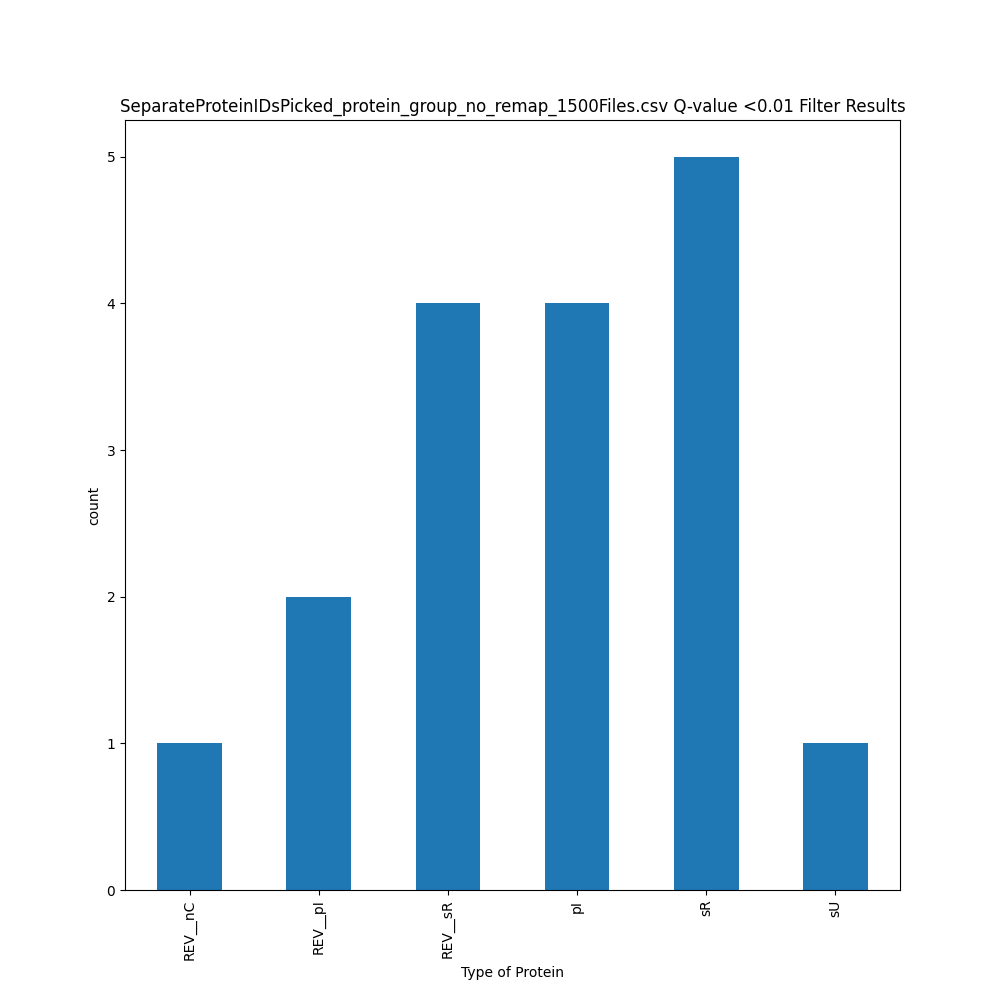 SeparateProteinIDsPicked_protein_group_no_remap_1500Files.csv Q-value <0.01 Filter Results
5
4
3
2
1
0
count
REV__nC
REV__pI
REV__sR
pI
sR
sU
Type of Protein